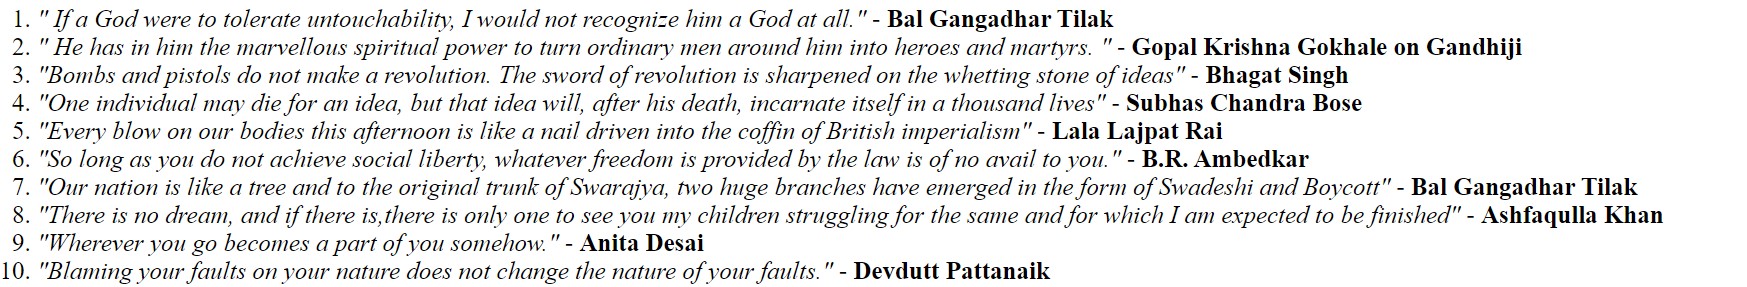 1. " If a God were to tolerate untouchability, I would not recognize him a God at all." - Bal Gangadhar Tilak
2. " He has in him the marvellous spiritual power to turn ordinary men around him into heroes and martyrs. " - Gopal Krishna Gokhale on Gandhiji
3. "Bombs and pistols do not make a revolution. The sword of revolution is sharpened on the whetting stone of ideas" - Bhagat Singh
4. "One individual may die for an idea, but that idea will, after his death, incarnate itself in a thousand lives" - Subhas Chandra Bose
5. "Every blow on our bodies this afternoon is like a nail driven into the coffin of British imperialism" - Lala Lajpat Rai
6. "So long as you do not achieve social liberty, whatever freedom is provided by the law is of no avail to you." - B.R. Ambedkar
7. "Our nation is like a tree and to the original trunk of Swarajya, two huge branches have emerged in the form of Swadeshi and Boycott" - Bal Gangadhar Tilak
8. "There is no dream, and if there is,there is only one to see you my children struggling for the same and for which I am expected to be finished" - Ashfaqulla Khan
9. "Wherever you go becomes a part of you somehow." - Anita Desai
10. "Blaming your faults on your nature does not change the nature of your faults." - Devdutt Pattanaik